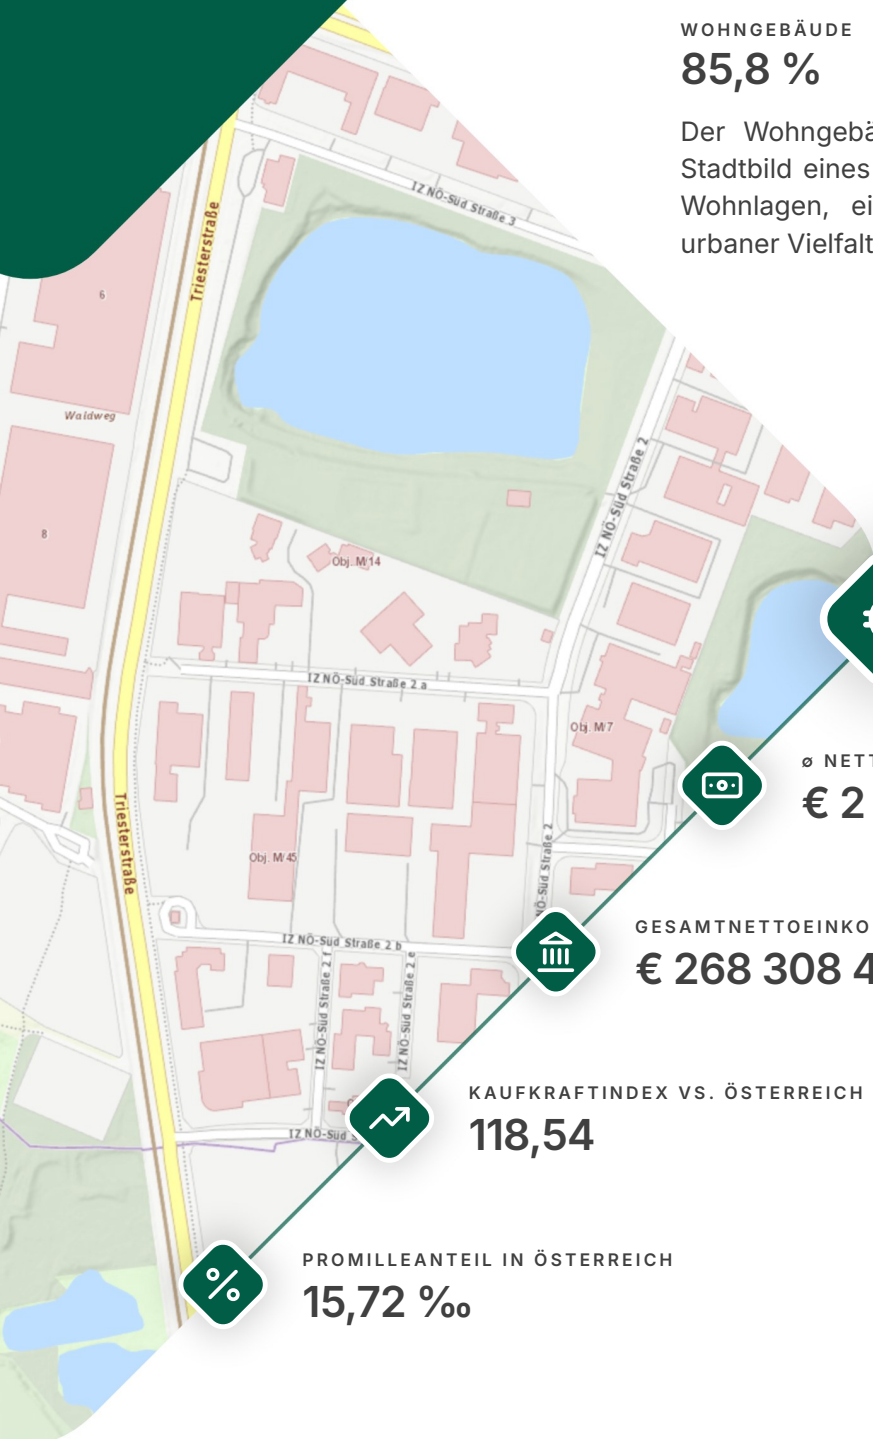 WOHNGEBÄUDE
85,8 %
Der Wohngebä
Stadtbild eines
Wohnlagen, ei
urbaner Vielfalt
IZ NÖ-Süd Straße 3
Triesterstraße
6
Waldweg
8
IZ NÖ-Süd Straße 2
Obj. M/14
IZ NÖ-Süd Straße 2 a
Obj. M/7
ø NETT
€ 2
Triesterstraße
Obj. M/45
NÖ-Süd Straße 2
GESAMTNETTOEINKO
€ 268 308 4
IZ NÖ-Süd Straße 2 b
IZ NÖ-Süd Straße 2 f
IZ NÖ-Süd Straße 2 e
KAUFKRAFTINDEX VS. ÖSTERREICH
118,54
IZ NÖ-Süd S
PROMILLEANTEIL IN ÖSTERREICH
15,72 ‰